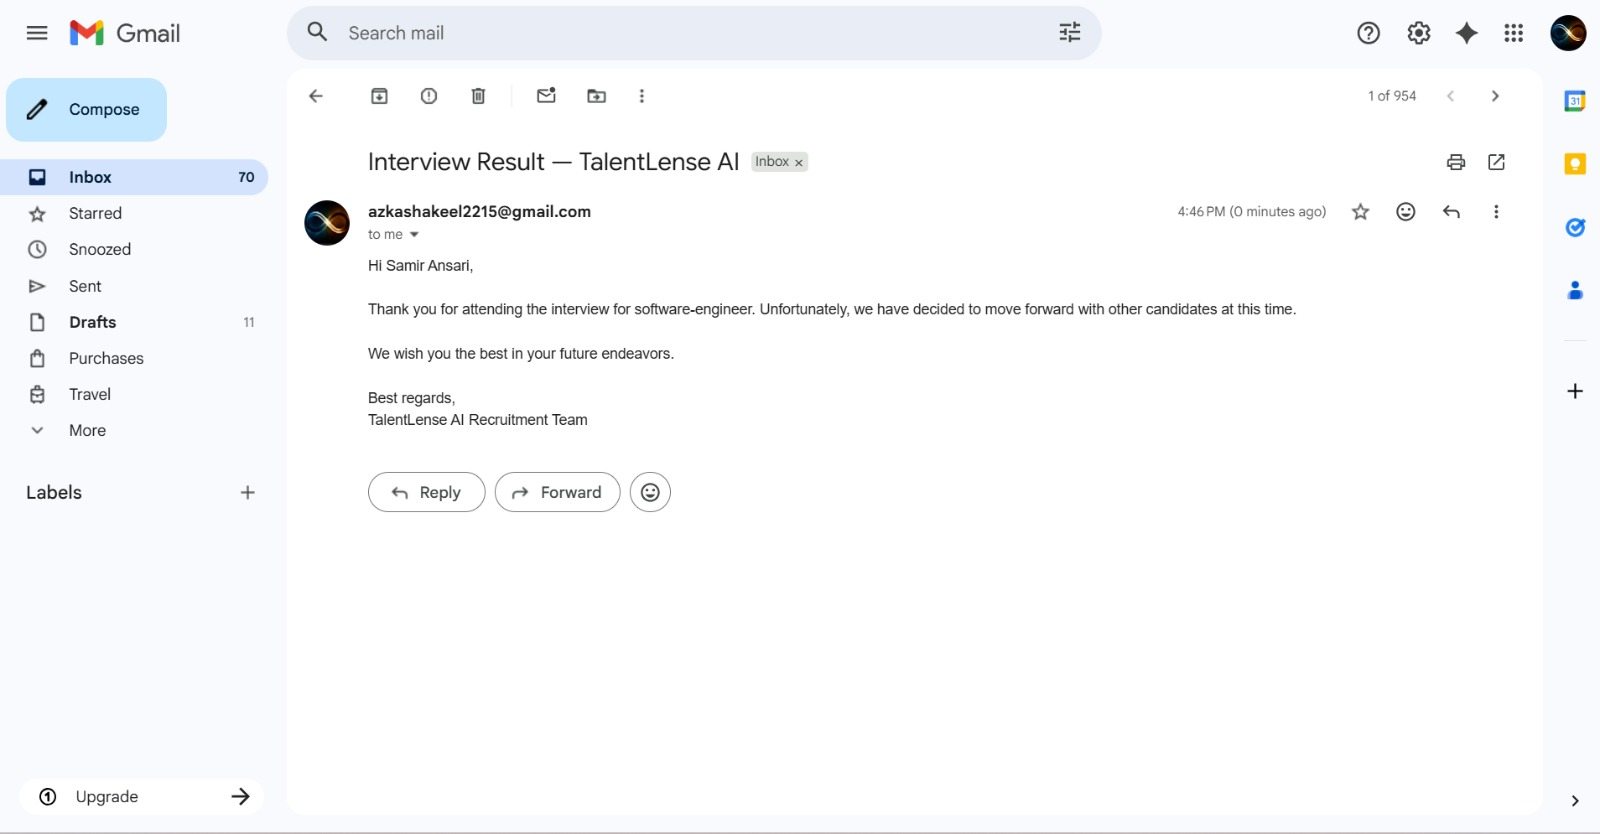 Gmail
Search mail
Compose
1 of 954
Inbox 70
Starred
Snoozed
Sent
Drafts 11
Purchases
Travel
More
Labels
Upgrade
Interview Result — TalentLense AI Inbox ×
azkashakeel2215@gmail.com 4:46 PM (0 minutes ago)
to me
Hi Samir Ansari,
Thank you for attending the interview for software-engineer. Unfortunately, we have decided to move forward with other candidates at this time.
We wish you the best in your future endeavors.
Best regards,
TalentLense AI Recruitment Team
Reply Forward
31